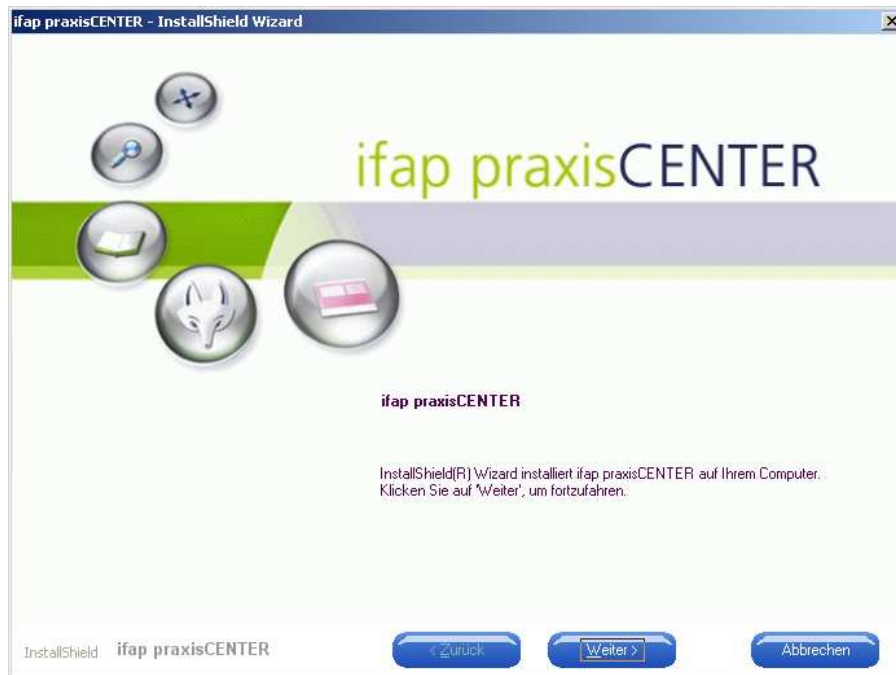 ifap praxisCENTER - InstallShield Wizard
ifap praxisCENTER
ifap praxisCENTER
InstallShield(R) Wizard installiert ifap praxisCENTER auf Ihrem Computer.
Klicken Sie auf 'Weiter', um fortzufahren.
InstallShield ifap praxisCENTER < Zurück Weiter > Abbrechen